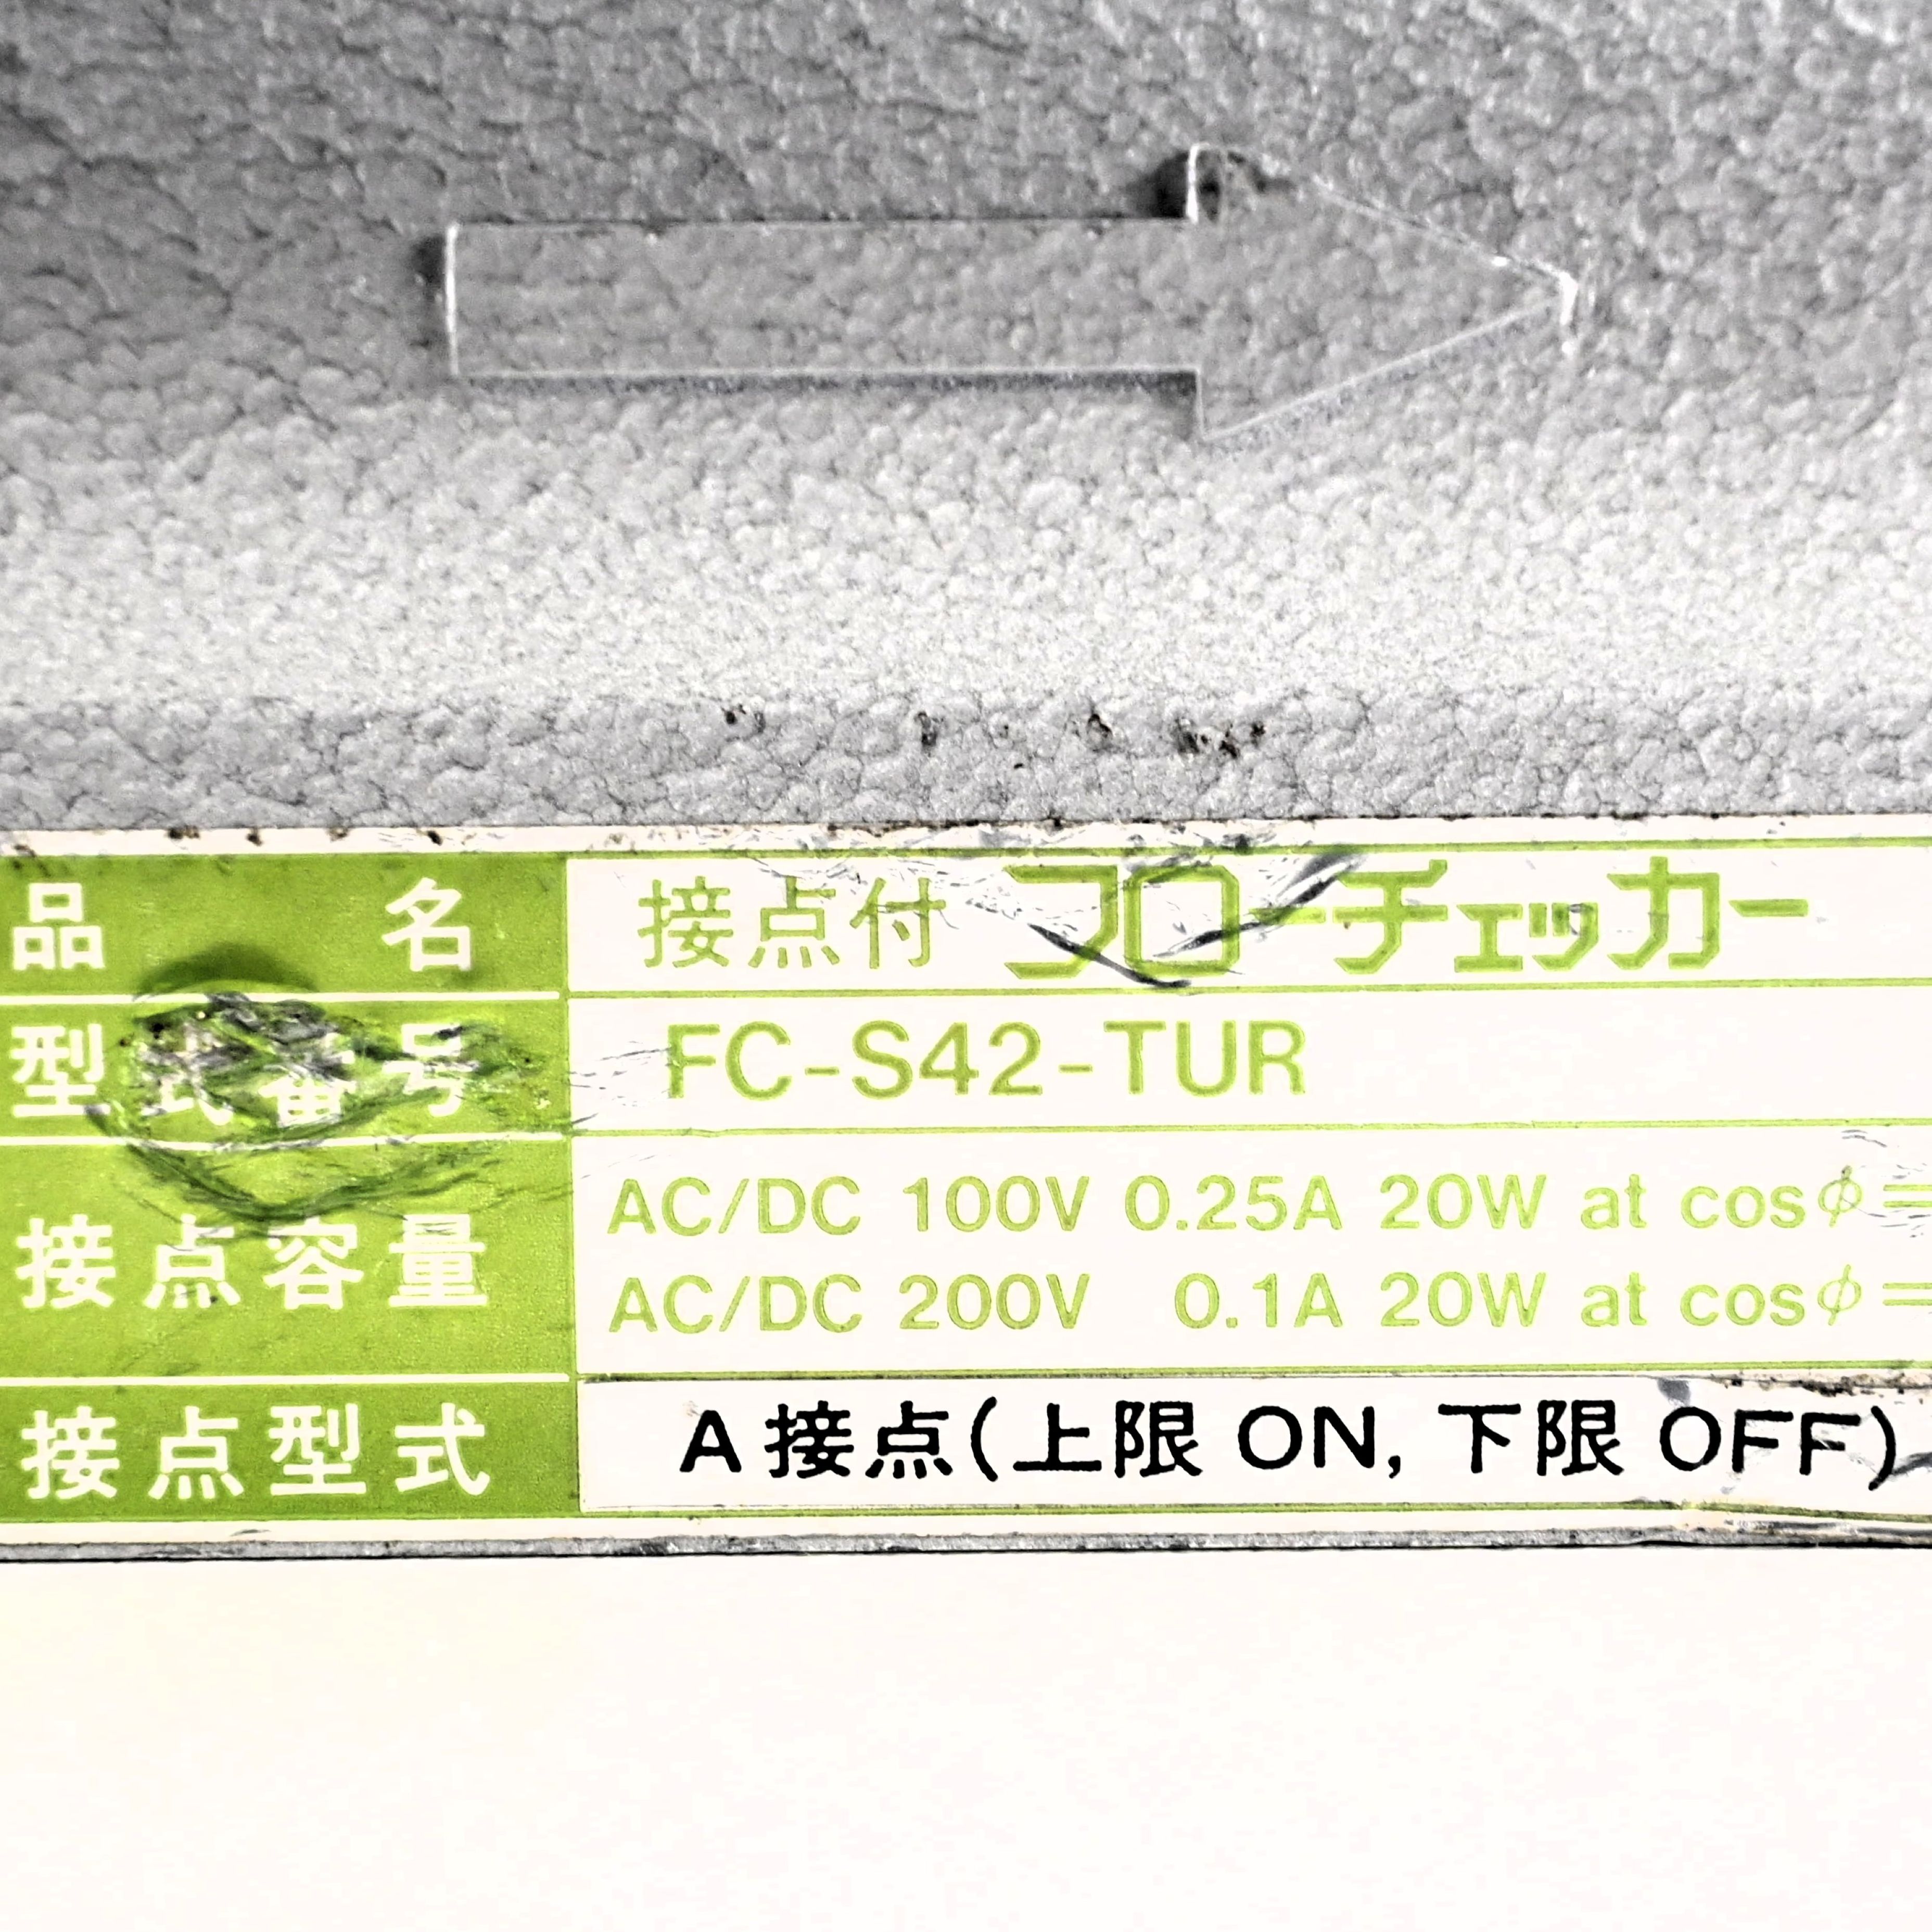 品名 接点付 フローチェッカー
型式番号 FC-S42-TUR
接点容量 AC/DC 100V 0.25A 20W at cosφ=
AC/DC 200V 0.1A 20W at cosφ=
接点型式 A接点(上限 ON, 下限 OFF)